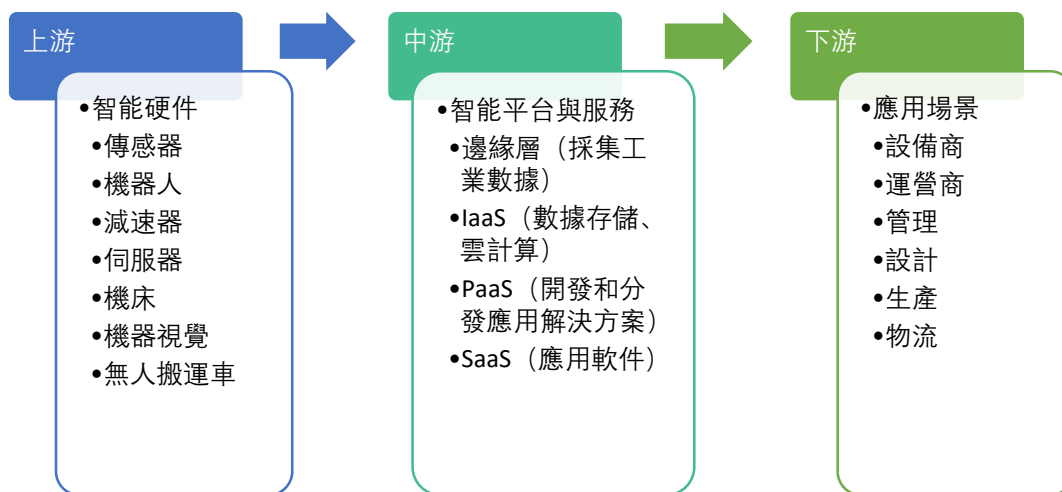 上游
•智能硬件
•傳感器
•機器人
•減速器
•伺服器
•機床
•機器視覺
•無人搬運車
中游
•智能平台與服務
•邊緣層（採集工
業數據）
•IaaS（數據存儲、
雲計算）
•PaaS（開發和分
發應用解決方案）
•SaaS（應用軟件）
下游
•應用場景
•設備商
•運營商
•管理
•設計
•生產
•物流